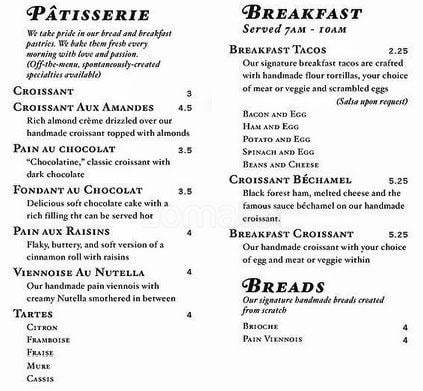 Pâtisserie
We take pride in our bread and breakfast
pastries. We bake them fresh every
morning with love and passion.
(Off-the-menu, spontaneously-created
specialties available)
Croissant 3
Croissant Aux Amandes 4.5
Rich almond crème drizzled over our
handmade croissant topped with almonds
Pain au chocolat 3.5
“Chocolatine,” classic croissant with
dark chocolate
Fondant au Chocolat 3.5
Delicious soft chocolate cake with a
rich filling tht can be served hot
Pain aux Raisins 4
Flaky, buttery, and soft version of a
cinnamon roll with raisins
Viennoise Au Nutella 4
Our handmade pain viennois with
creamy Nutella smothered in between
Tartes 4
Citron
Framboise
Fraise
Mure
Cassis
Breakfast
Served 7am - 10am
Breakfast Tacos 2.25
Our signature breakfast tacos are crafted
with handmade flour tortillas, your choice
of meat or veggie and scrambled eggs
(Salsa upon request)
Bacon and Egg
Ham and Egg
Potato and Egg
Spinach and Egg
Beans and Cheese
Croissant Béchamel 5.25
Black forest ham, melted cheese and the
famous sauce béchamel on our handmade
croissant.
Breakfast Croissant 5.25
Our handmade croissant with your choice
of egg and meat or veggie within
Breads
Our signature handmade breads created
from scratch
Brioche 4
Pain Viennois 4